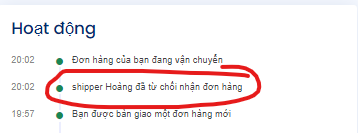 Hoạt động
20:02 Đơn hàng của bạn đang vận chuyển
20:02 shipper Hoàng đã từ chối nhận đơn hàng
19:57 Bạn được bàn giao một đơn hàng mới